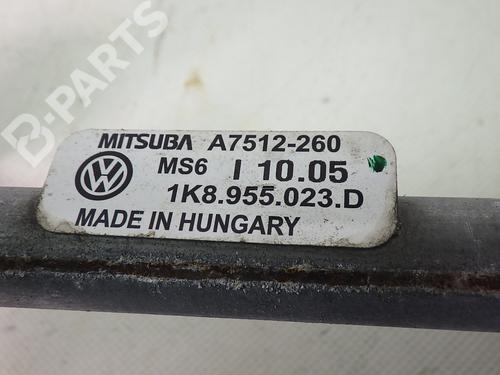 B-PARTS
MITSUBA A7512-260
MS6 I 10.05
1K8.955.023.D
MADE IN HUNGARY